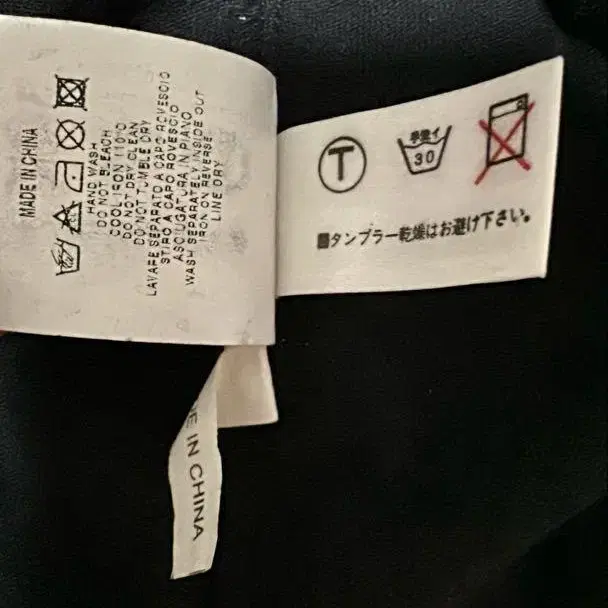 MADE IN CHINA
HAND WASH
DO NOT BLEACH
COOL IRON 110°C
DO NOT DRY CLEAN
DO NOT TUMBLE DRY
LAVARE SEPARATO A CAPO ROVESCIO
STIRO A CAPO ROVESCIO
ASCIUGATURA IN PIANO
WASH SEPARATELY INSIDE OUT
IRON ON REVERSE
LINE DRY
T
手洗イ
30
■タンブラー乾燥はお避け下さい。
DE IN CHINA